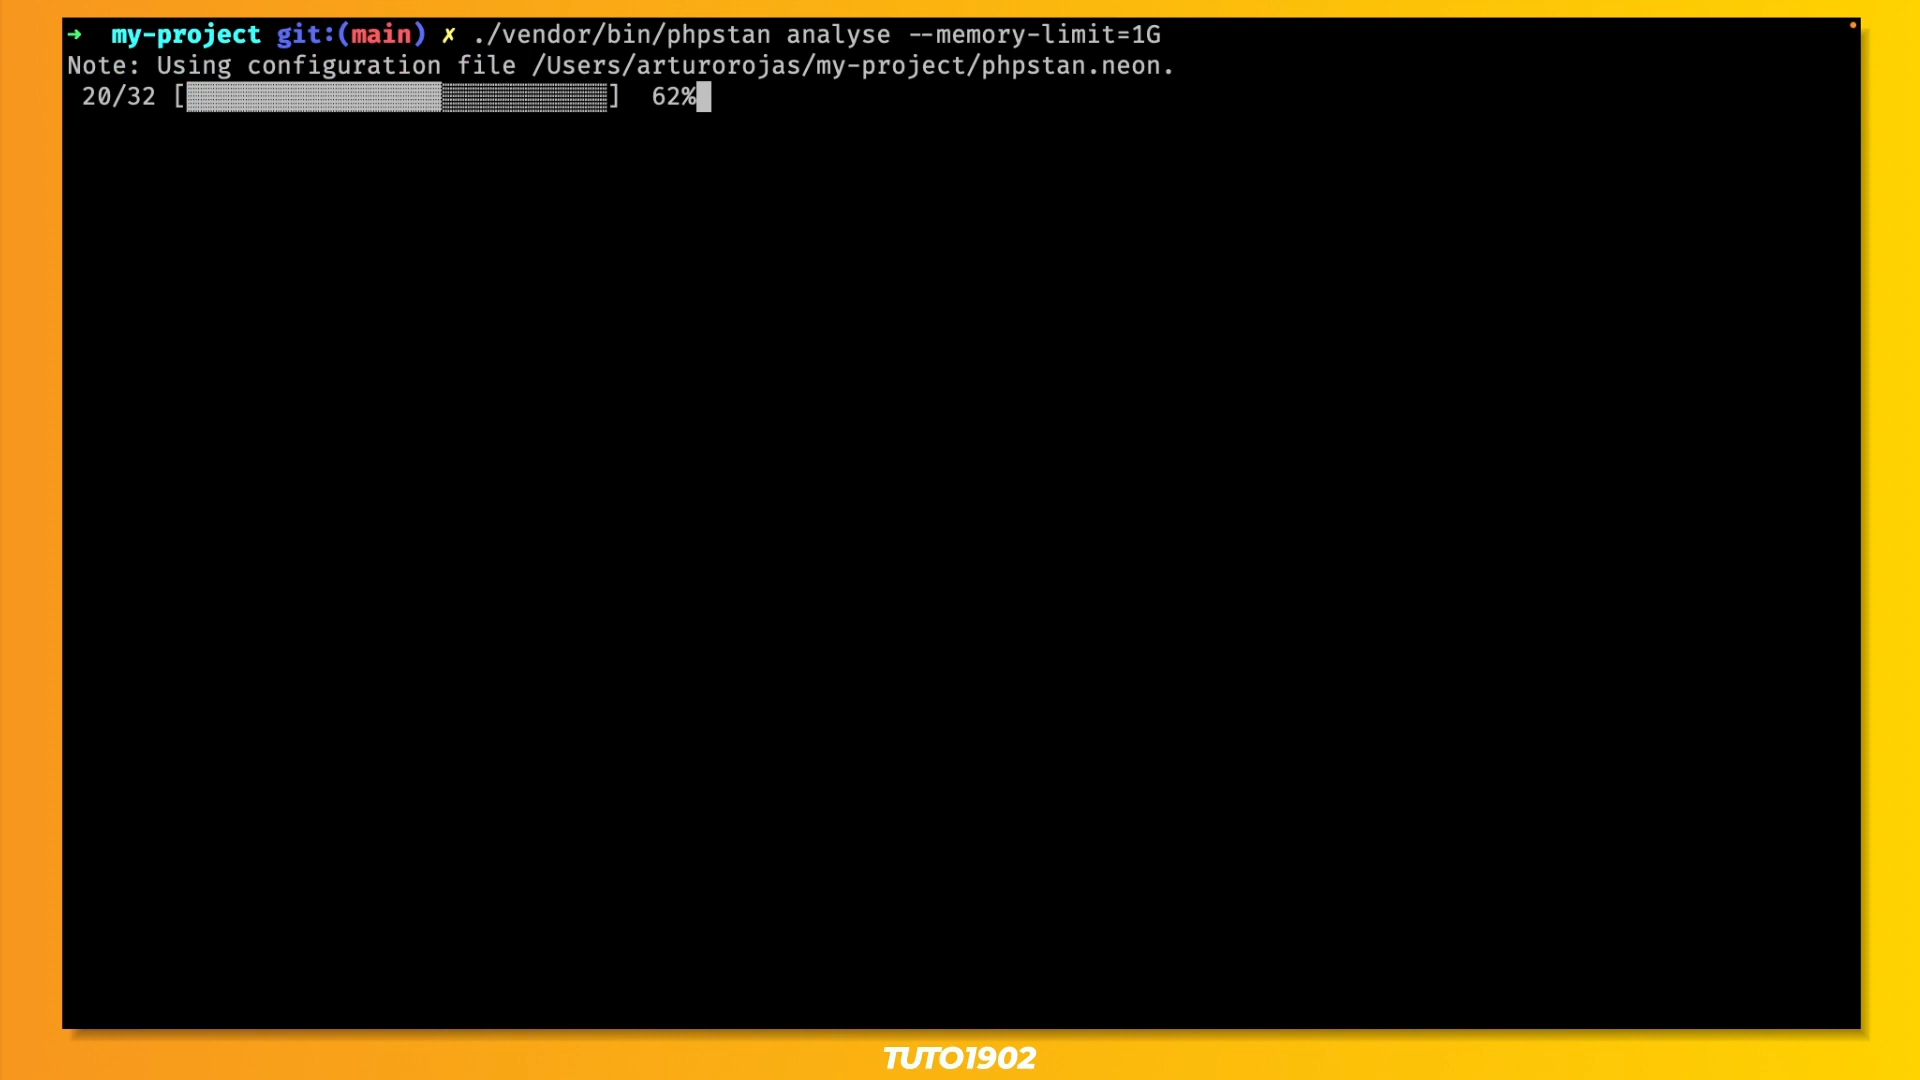 ➜  my-project git:(main) ✗ ./vendor/bin/phpstan analyse --memory-limit=1G
Note: Using configuration file /Users/arturorojas/my-project/phpstan.neon.
20/32 [▓▓▓▓▓▓▓▓▓▓▓▓▓▓▓▓▓░░░░░░░░░░░]  62%
TUTO1902